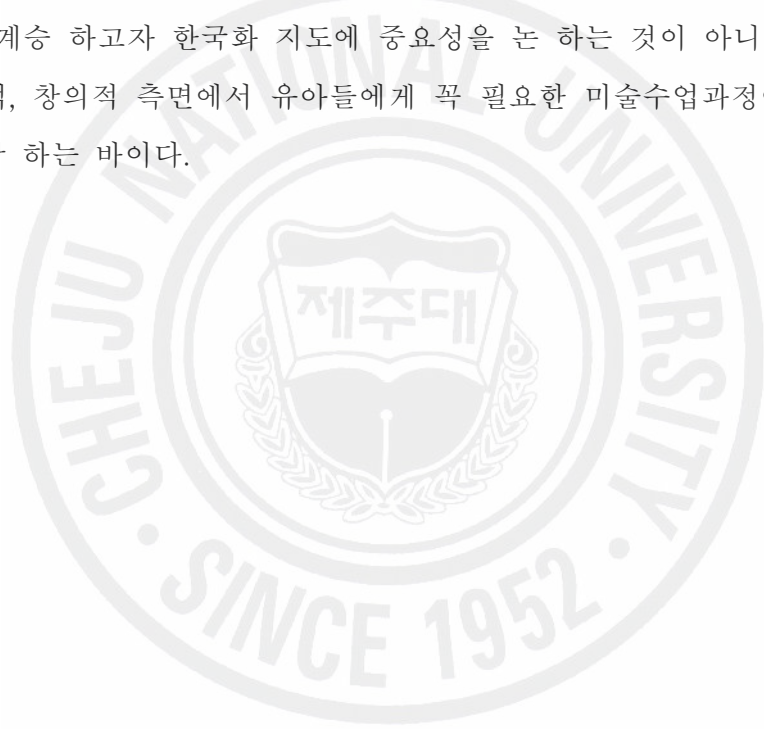 계승 하고자 한국화 지도에 중요성을 논 하는 것이 아니
, 창의적 측면에서 유아들에게 꼭 필요한 미술수업과정
하는 바이다.
CHEJU NATIONAL UNIVERSITY
제주대
· SINCE 1952 ·